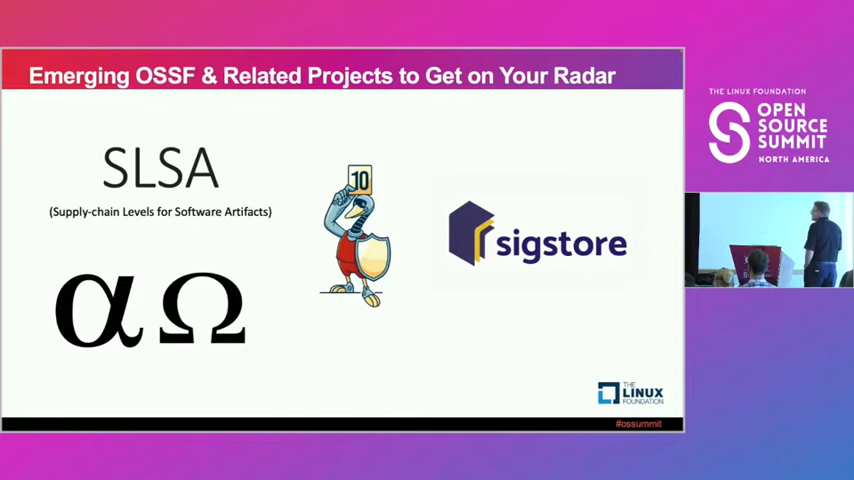 Emerging OSSF & Related Projects to Get on Your Radar
SLSA
(Supply-chain Levels for Software Artifacts)
10
α Ω
sigstore
THE
LINUX
FOUNDATION
#ossummit
THE LINUX FOUNDATION
OPEN
SOURCE
SUMMIT
NORTH AMERICA